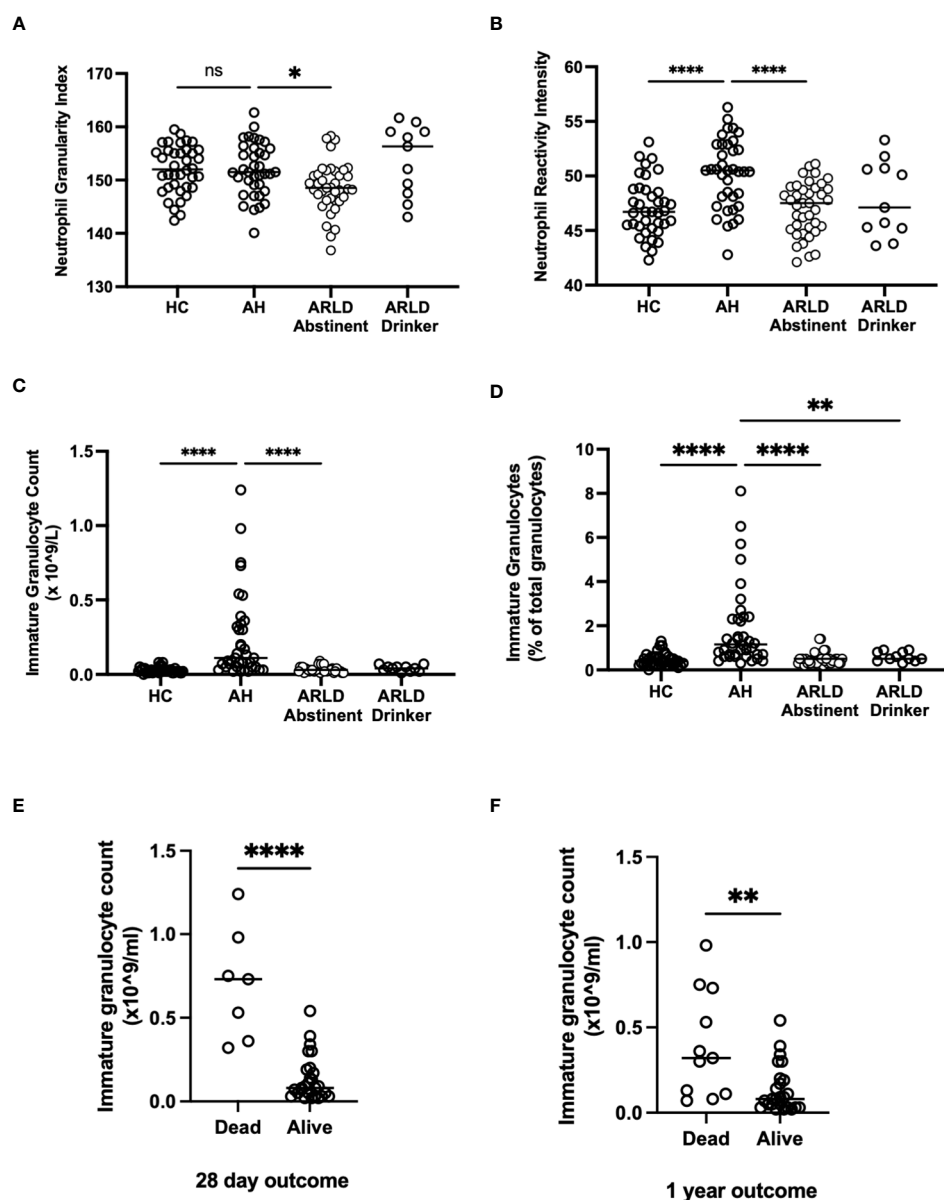 A
Neutrophil Granularity Index
170
160
150
140
130
ns
*
HC
AH
ARLD
Abstinent
ARLD
Drinker
B
Neutrophil Reactivity Intensity
60
55
50
45
40
****
****
HC
AH
ARLD
Abstinent
ARLD
Drinker
C
Immature Granulocyte Count
(x 10^9/L)
1.5
1.0
0.5
0.0
****
****
HC
AH
ARLD
Abstinent
ARLD
Drinker
D
Immature Granulocytes
(% of total granulocytes)
10
8
6
4
2
0
**
****
****
HC
AH
ARLD
Abstinent
ARLD
Drinker
E
Immature granulocyte count
(x10^9/ml)
1.5
1.0
0.5
0.0
****
Dead
Alive
28 day outcome
F
Immature granulocyte count
(x10^9/ml)
1.5
1.0
0.5
0.0
**
Dead
Alive
1 year outcome